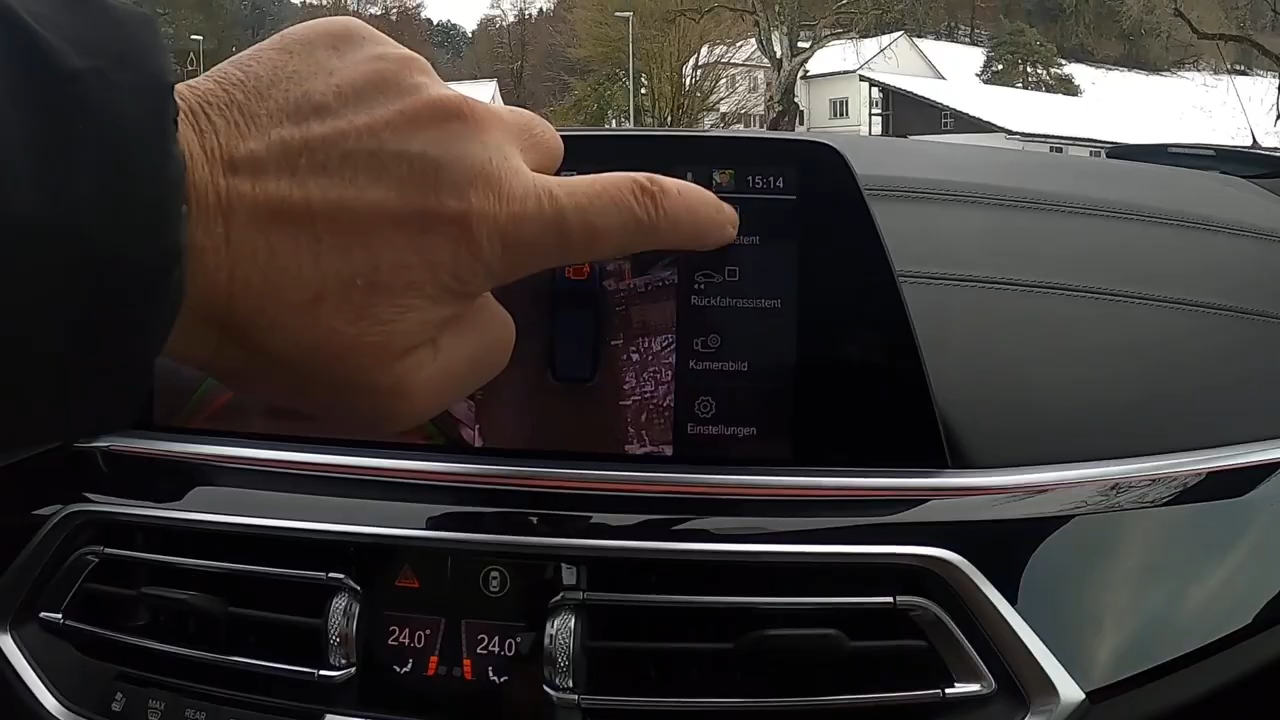 15:14
Rückfahrassistent
Kamerabild
Einstellungen
24.0°
24.0°
MAX
REAR